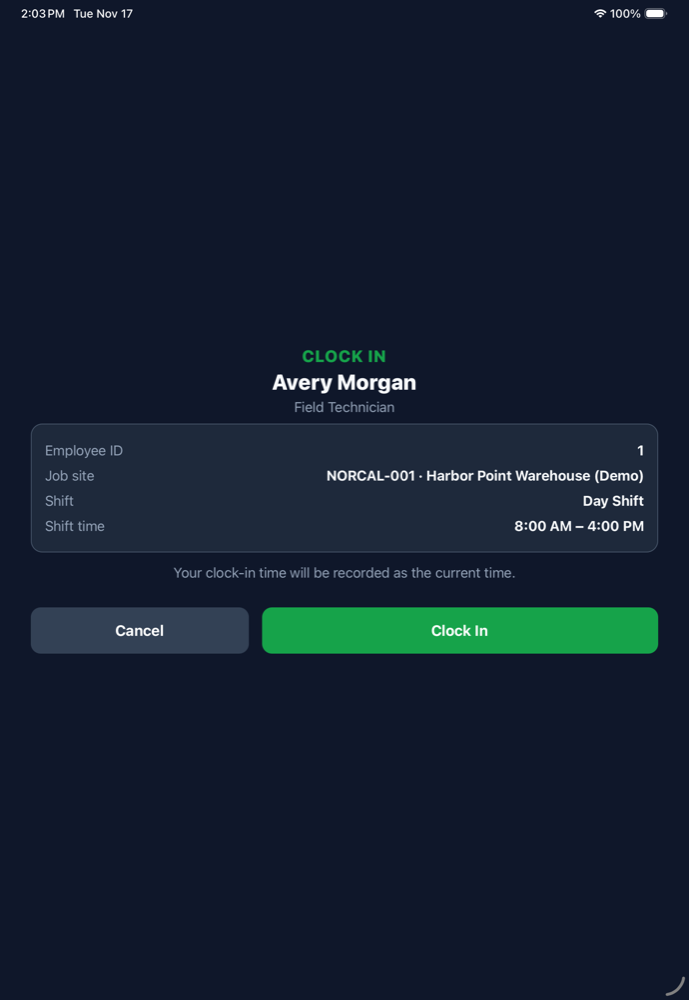 2:03 PM Tue Nov 17
100%
CLOCK IN
Avery Morgan
Field Technician
Employee ID 1
Job site NORCAL-001 · Harbor Point Warehouse (Demo)
Shift Day Shift
Shift time 8:00 AM – 4:00 PM
Your clock-in time will be recorded as the current time.
Cancel Clock In